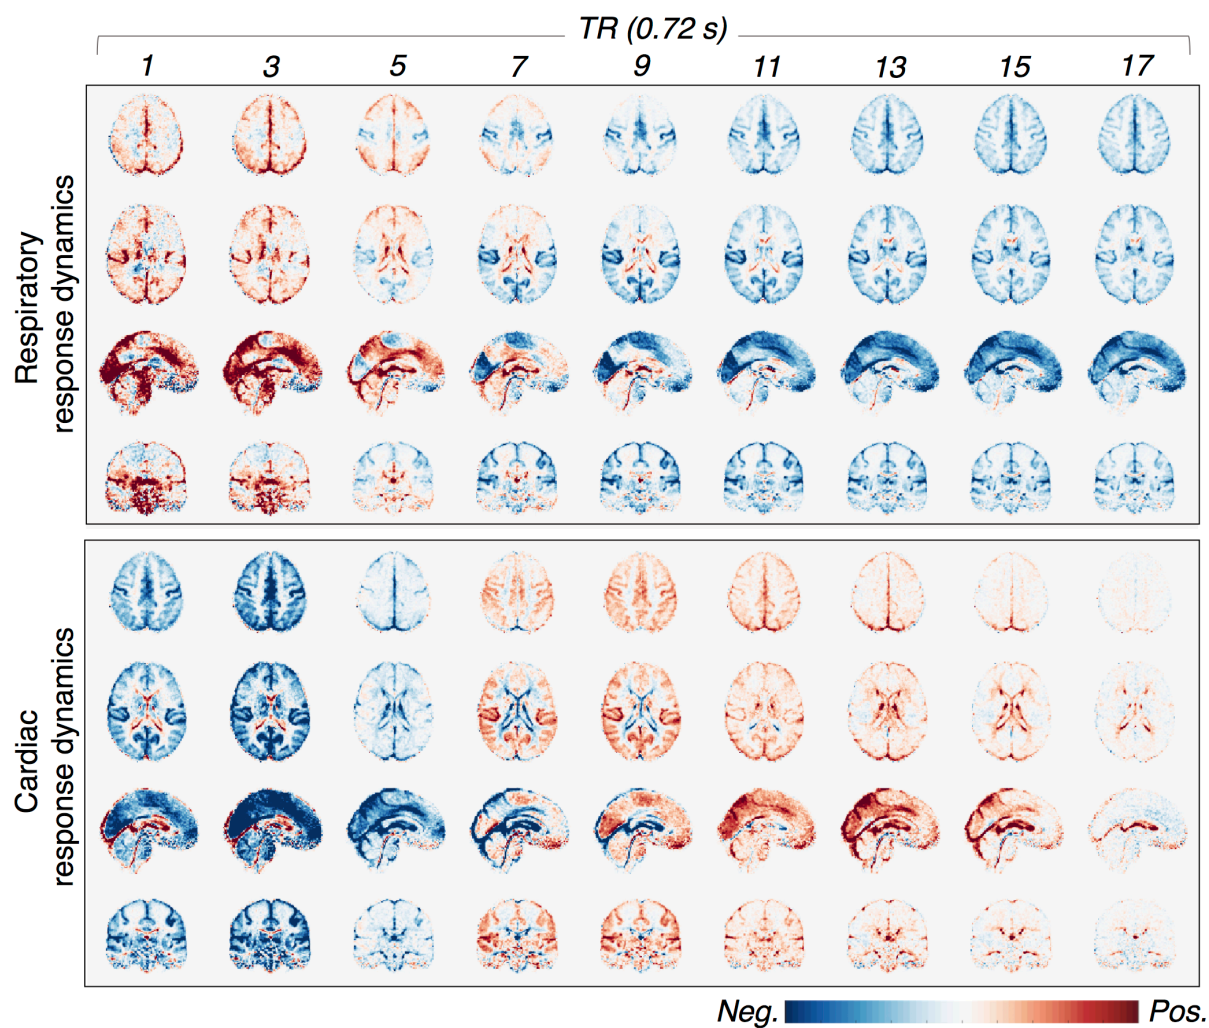 TR (0.72 s)
1 3 5 7 9 11 13 15 17
Respiratory
response dynamics
Cardiac
response dynamics
Neg. Pos.